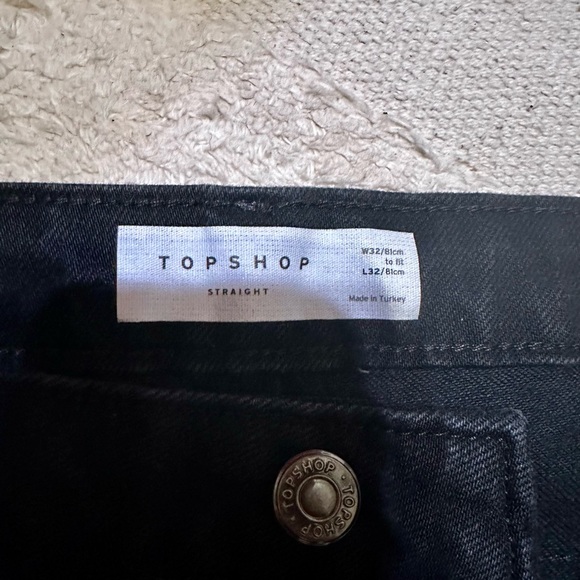 TOPSHOP
STRAIGHT
W32/81cm
to fit
L32/81cm
Made in Turkey
TOPSHOP · TOPSHOP ·